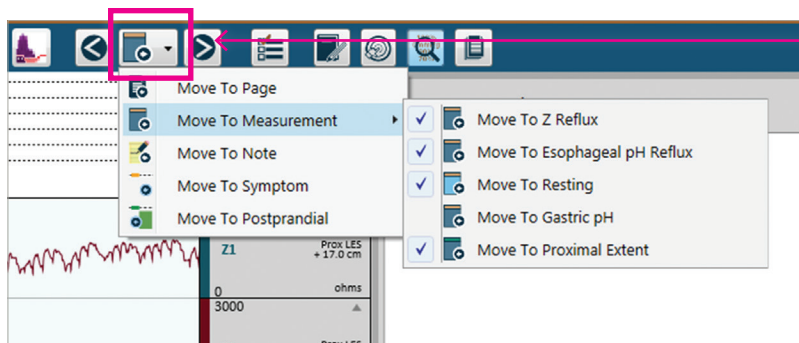 Move To Page
Move To Measurement
Move To Note
Move To Symptom
Move To Postprandial
Move To Z Reflux
Move To Esophageal pH Reflux
Move To Resting
Move To Gastric pH
Move To Proximal Extent
Z1
Prox LES
+ 17.0 cm
0
ohms
3000
Prox LES